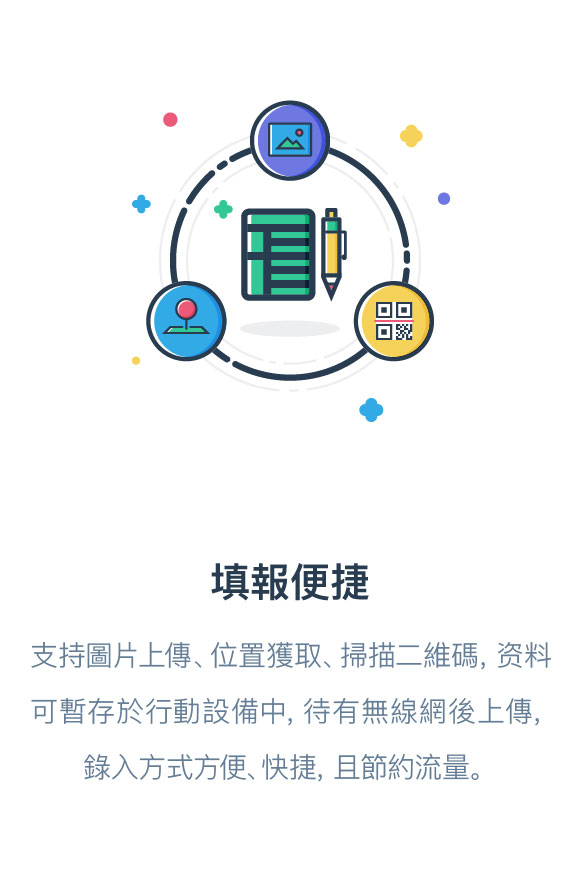 填報便捷
支持圖片上傳、位置獲取、掃描二維碼, 资料
可暫存於行動設備中, 待有無線網後上傳,
錄入方式方便、快捷, 且節約流量。